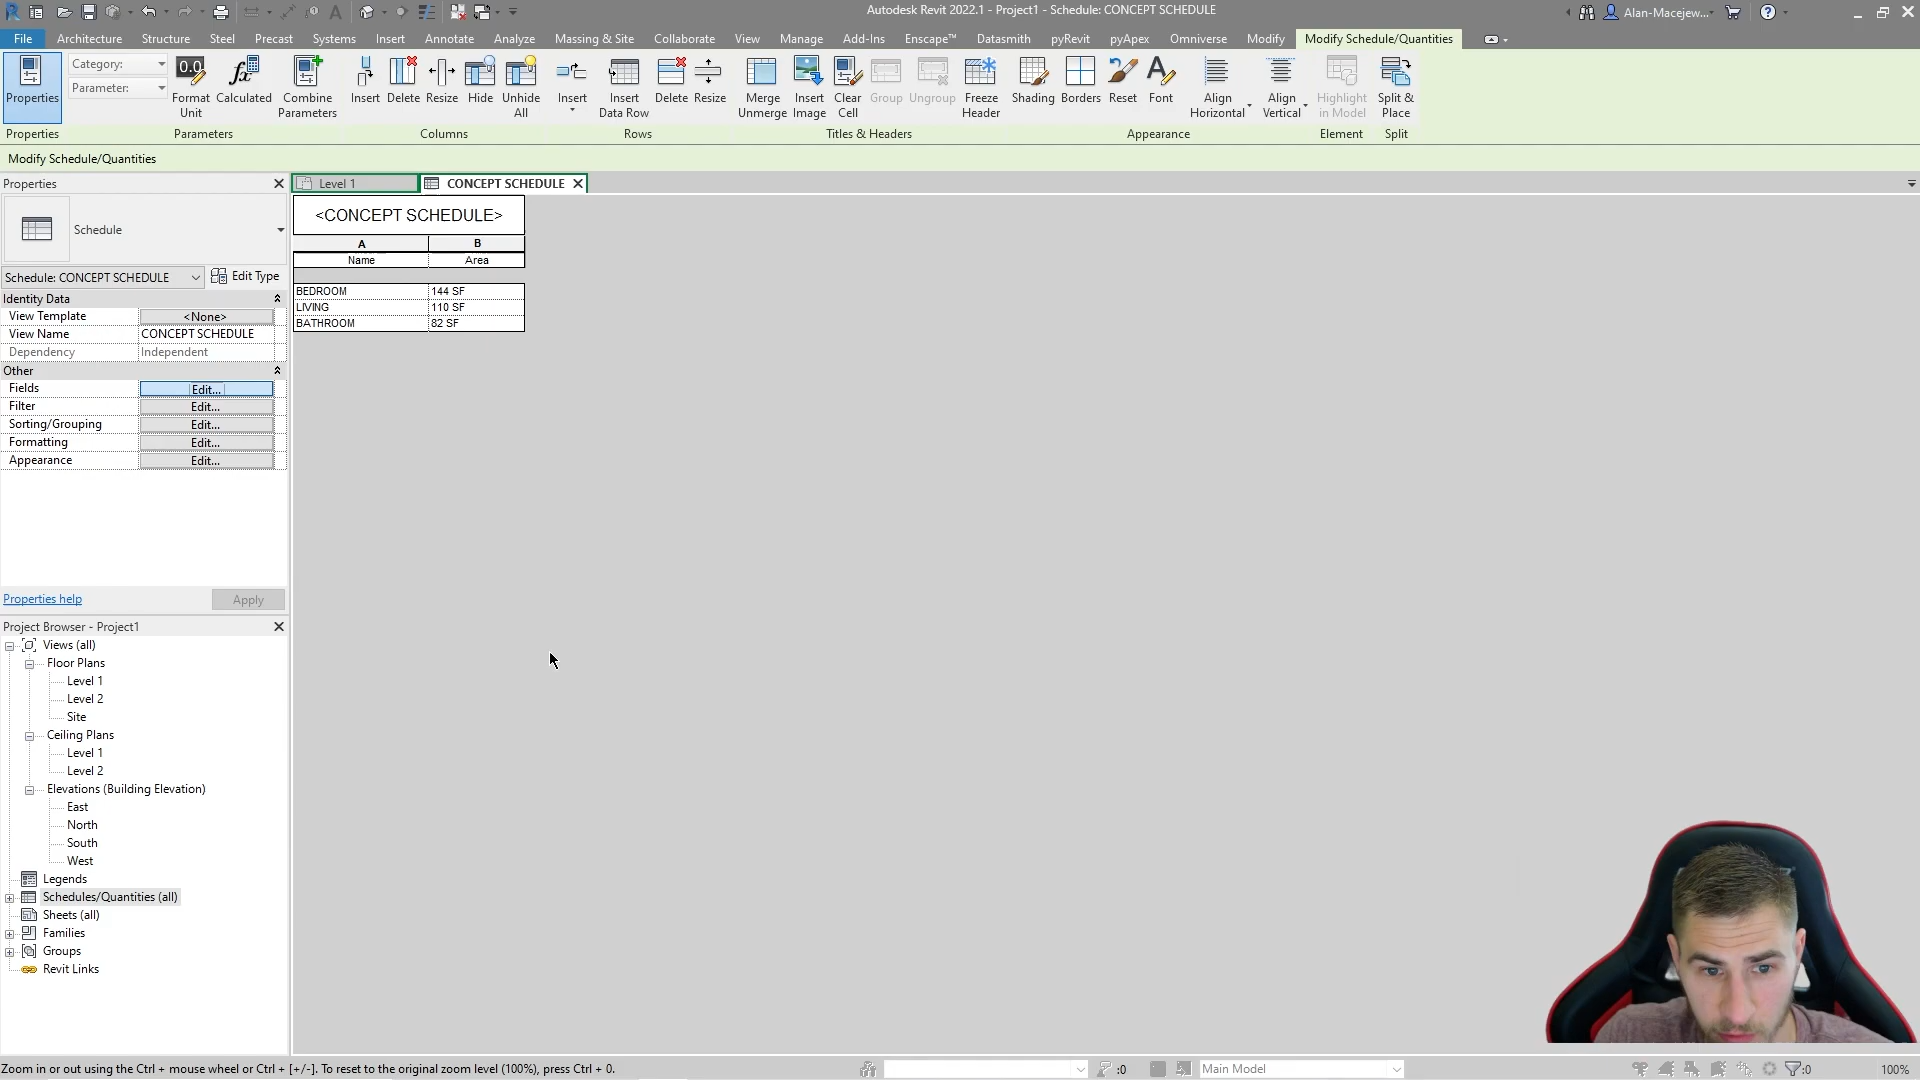 Autodesk Revit 2022.1 - Project1 - Schedule: CONCEPT SCHEDULE
Alan-Macejew...
File Architecture Structure Steel Precast Systems Insert Annotate Analyze Massing & Site Collaborate View Manage Add-Ins Enscape™ Datasmith pyRevit pyApex Omniverse Modify Modify Schedule/Quantities
Category:
Parameter:
Properties
Format Unit
Calculated
Combine Parameters
Insert
Delete
Resize
Hide
Unhide All
Insert
Insert Data Row
Delete
Resize
Merge Unmerge
Insert Image
Clear Cell
Group
Ungroup
Freeze Header
Shading
Borders
Reset
Font
Align Horizontal
Align Vertical
Highlight in Model
Split & Place
Properties Parameters Columns Rows Titles & Headers Appearance Element Split
Modify Schedule/Quantities
Properties
Schedule
Schedule: CONCEPT SCHEDULE
Edit Type
Identity Data
View Template <None>
View Name CONCEPT SCHEDULE
Dependency Independent
Other
Fields Edit...
Filter Edit...
Sorting/Grouping Edit...
Formatting Edit...
Appearance Edit...
Properties help
Apply
Project Browser - Project1
Views (all)
Floor Plans
Level 1
Level 2
Site
Ceiling Plans
Level 1
Level 2
Elevations (Building Elevation)
East
North
South
West
Legends
Schedules/Quantities (all)
Sheets (all)
Families
Groups
Revit Links
Level 1
CONCEPT SCHEDULE
<CONCEPT SCHEDULE>
A B
Name Area
BEDROOM 144 SF
LIVING 110 SF
BATHROOM 82 SF
Zoom in or out using the Ctrl + mouse wheel or Ctrl + [+/-]. To reset to the original zoom level (100%), press Ctrl + 0.
:0
Main Model
:0
100%